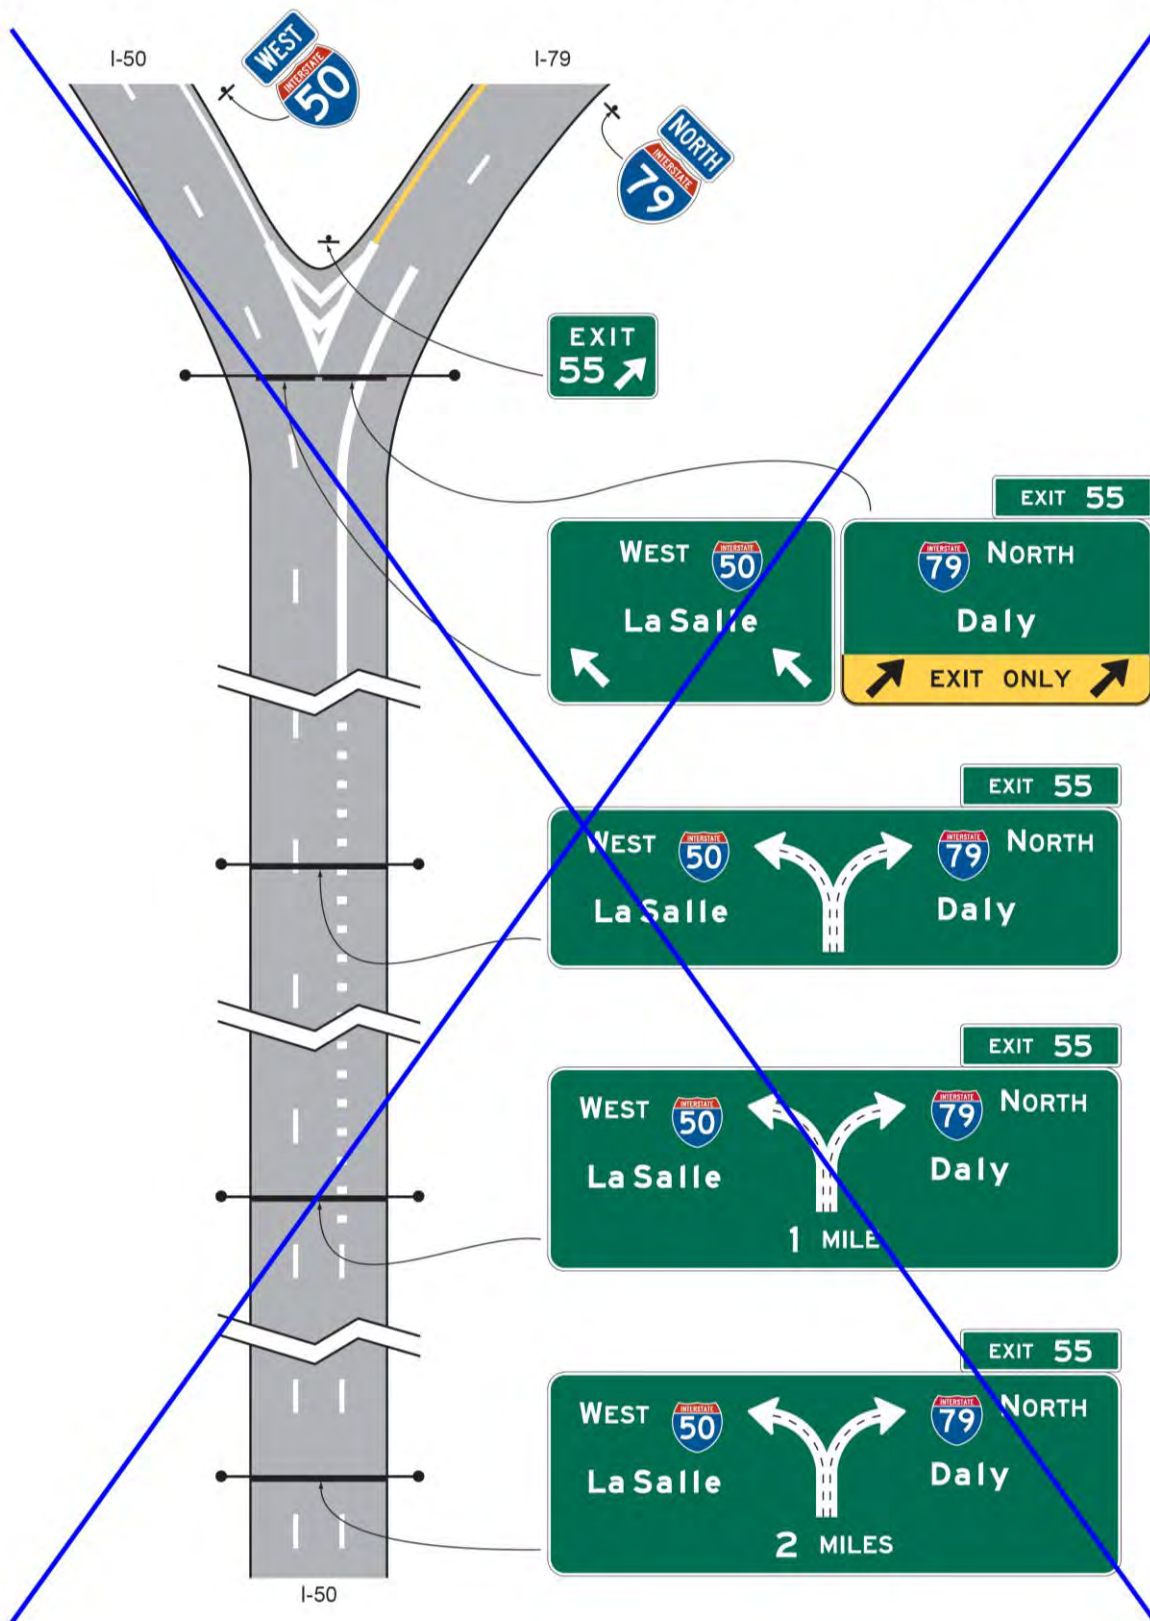 I-50
WEST
INTERSTATE
50
I-79
NORTH
INTERSTATE
79
EXIT
55
EXIT 55
WEST INTERSTATE 50
La Salle
INTERSTATE 79 NORTH
Daly
EXIT ONLY
EXIT 55
WEST INTERSTATE 50
La Salle
INTERSTATE 79 NORTH
Daly
EXIT 55
WEST INTERSTATE 50
La Salle
INTERSTATE 79 NORTH
Daly
1 MILE
EXIT 55
WEST INTERSTATE 50
La Salle
INTERSTATE 79 NORTH
Daly
2 MILES
I-50